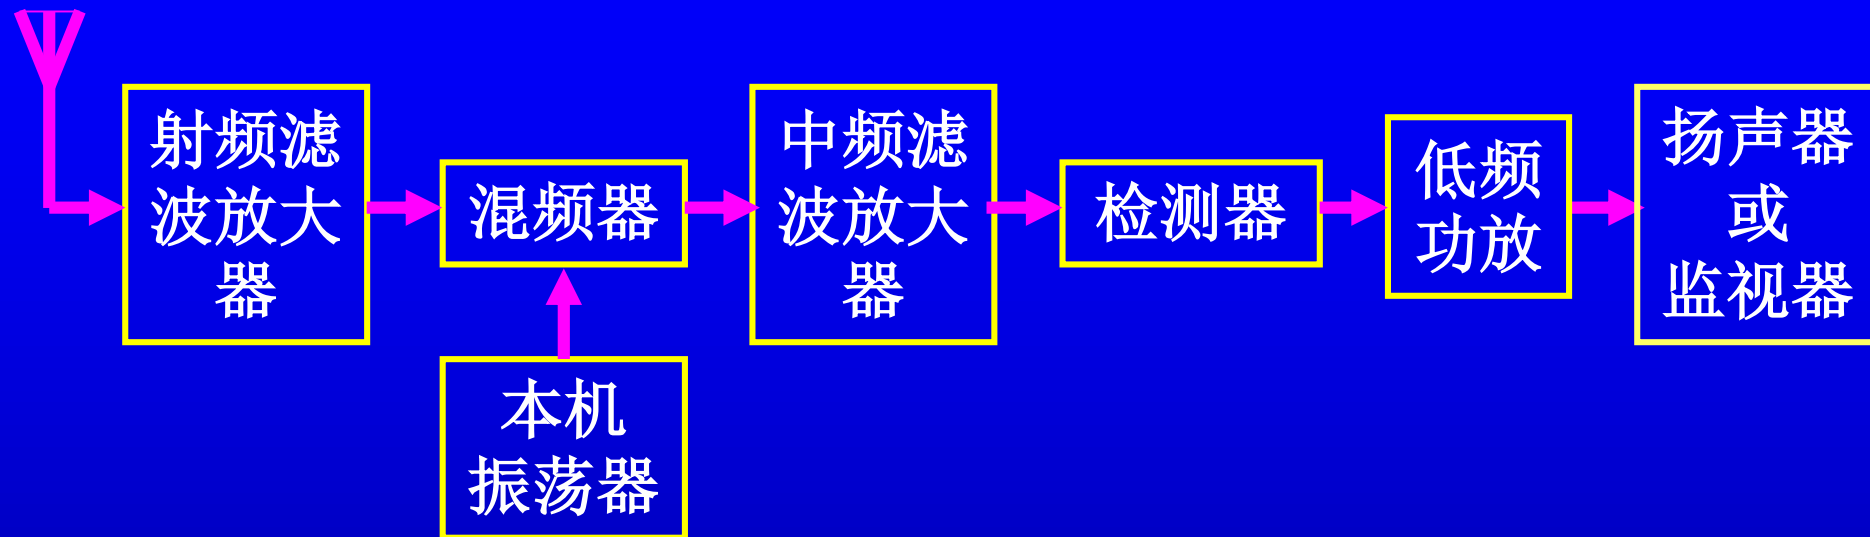 射频滤
波放大
器
混频器
本机
振荡器
中频滤
波放大
器
检测器
低频
功放
扬声器
或
监视器